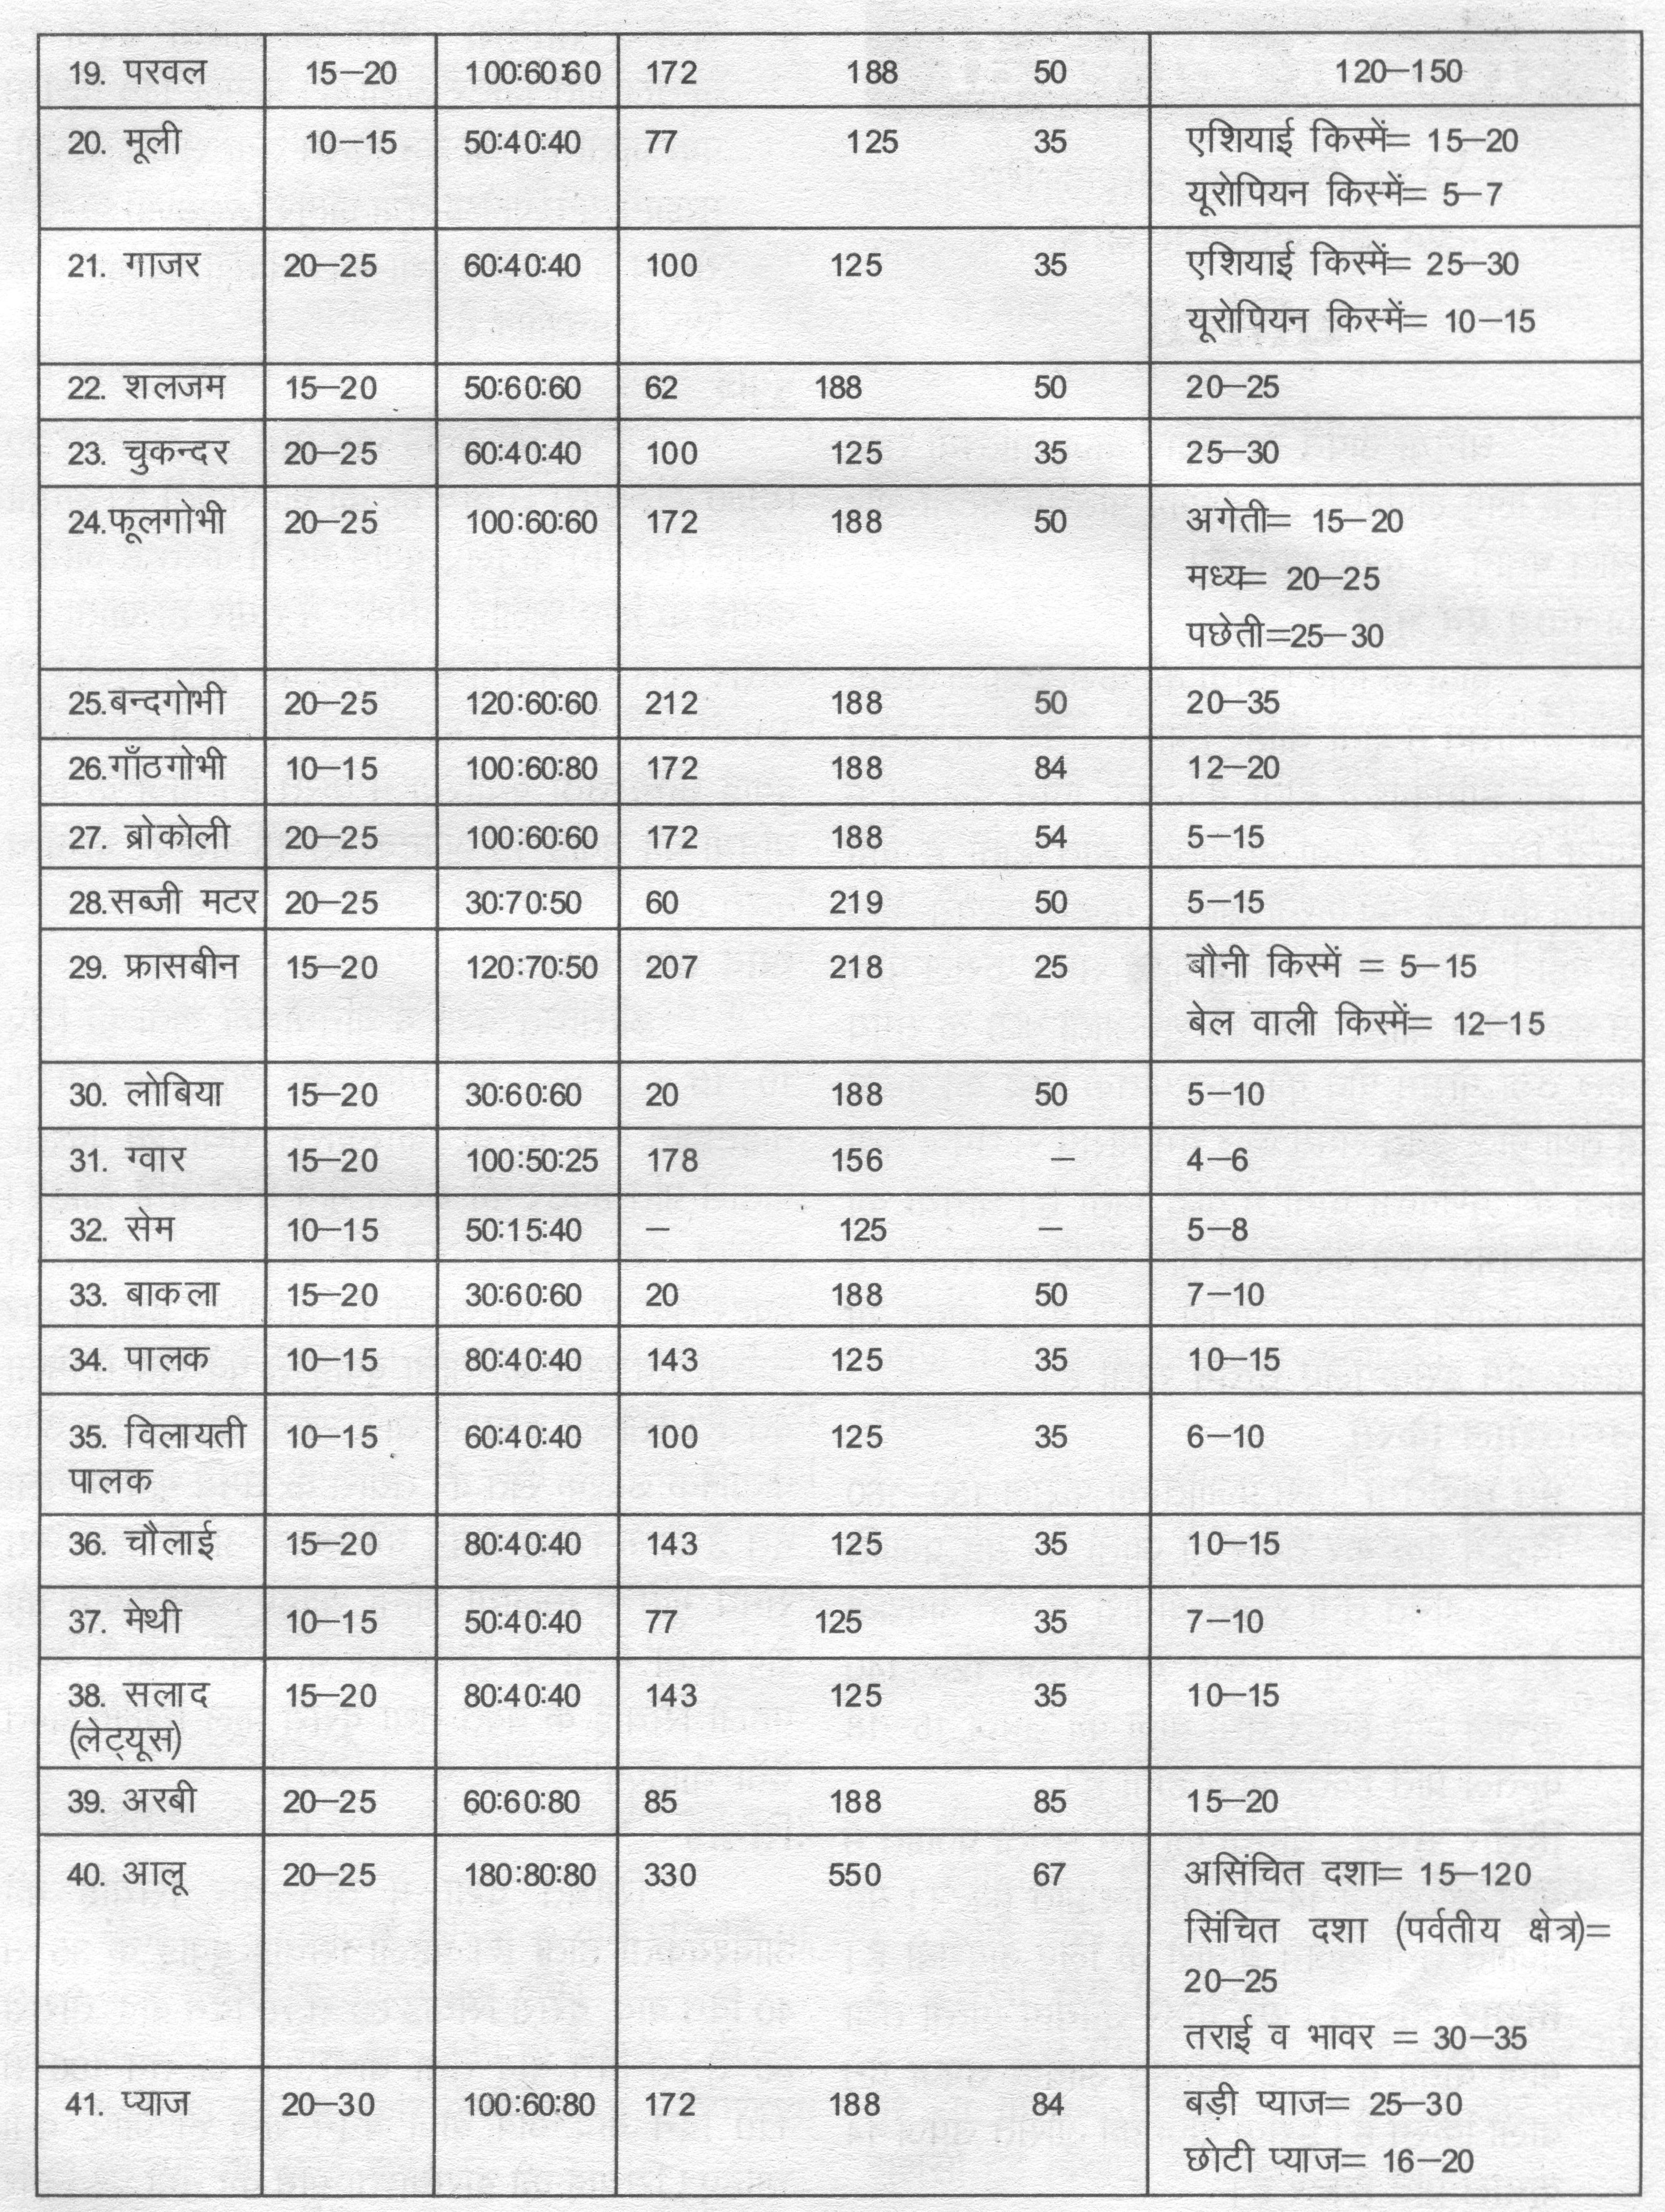 19. परवल 15–20 100:60:60 172 188 50 120–150
20. मूली 10–15 50:40:40 77 125 35 एशियाई किस्में= 15–20
यूरोपियन किस्में= 5–7
21. गाजर 20–25 60:40:40 100 125 35 एशियाई किस्में= 25–30
यूरोपियन किस्में= 10–15
22. शलजम 15–20 50:60:60 62 188 50 20–25
23. चुकन्दर 20–25 60:40:40 100 125 35 25–30
24.फूलगोभी 20–25 100:60:60 172 188 50 अगेती= 15–20
मध्य= 20–25
पछेती=25–30
25.बन्दगोभी 20–25 120:60:60 212 188 50 20–35
26.गाँठगोभी 10–15 100:60:80 172 188 84 12–20
27. ब्रोकोली 20–25 100:60:60 172 188 54 5–15
28.सब्जी मटर 20–25 30:70:50 60 219 50 5–15
29. फ्रासबीन 15–20 120:70:50 207 218 25 बौनी किस्में = 5–15
बेल वाली किस्में= 12–15
30. लोबिया 15–20 30:60:60 20 188 50 5–10
31. ग्वार 15–20 100:50:25 178 156 – 4–6
32. सेम 10–15 50:15:40 – 125 – 5–8
33. बाकला 15–20 30:60:60 20 188 50 7–10
34. पालक 10–15 80:40:40 143 125 35 10–15
35. विलायती 10–15 60:40:40 100 125 35 6–10
पालक
36. चौलाई 15–20 80:40:40 143 125 35 10–15
37. मेथी 10–15 50:40:40 77 125 35 7–10
38. सलाद 15–20 80:40:40 143 125 35 10–15
(लेट्यूस)
39. अरबी 20–25 60:60:80 85 188 85 15–20
40. आलू 20–25 180:80:80 330 550 67 असिंचित दशा= 15–120
सिंचित दशा (पर्वतीय क्षेत्र)=
20–25
तराई व भावर = 30–35
41. प्याज 20–30 100:60:80 172 188 84 बड़ी प्याज= 25–30
छोटी प्याज= 16–20